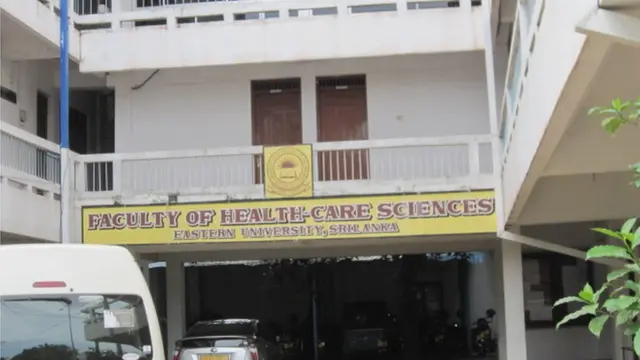 FACULTY OF HEALTH-CARE SCIENCES
EASTERN UNIVERSITY, SRI LANKA